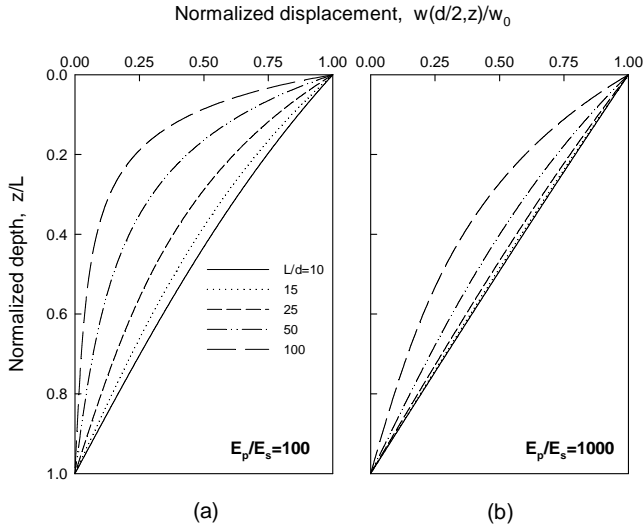 Normalized displacement, w(d/2,z)/w0
0.00 0.25 0.50 0.75 1.00
0.00 0.25 0.50 0.75 1.00
Normalized depth, z/L
0.0
0.2
0.4
0.6
0.8
1.0
L/d=10
15
25
50
100
Ep/Es=100
Ep/Es=1000
(a)
(b)